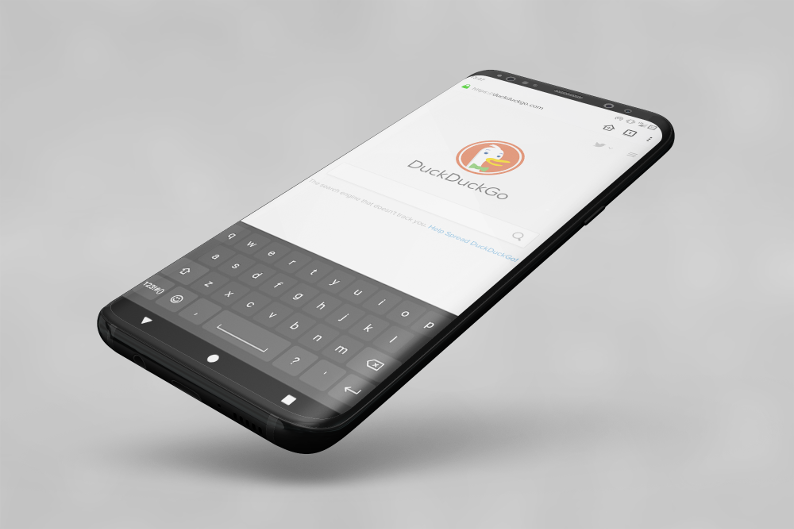 https://duckduckgo.com
DuckDuckGo
The search engine that doesn't track you. Help Spread DuckDuckGo!
q w e r t y u i o p
a s d f g h j k l
z x c v b n m
123!#() , ? '